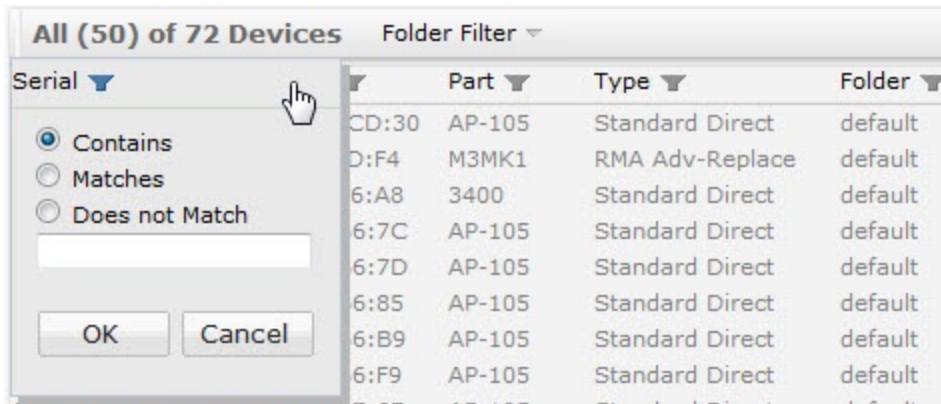 All (50) of 72 Devices Folder Filter
Serial Part Type Folder
Contains
Matches
Does not Match
OK Cancel
CD:30 AP-105 Standard Direct default
D:F4 M3MK1 RMA Adv-Replace default
6:A8 3400 Standard Direct default
6:7C AP-105 Standard Direct default
6:7D AP-105 Standard Direct default
6:85 AP-105 Standard Direct default
6:B9 AP-105 Standard Direct default
6:F9 AP-105 Standard Direct default